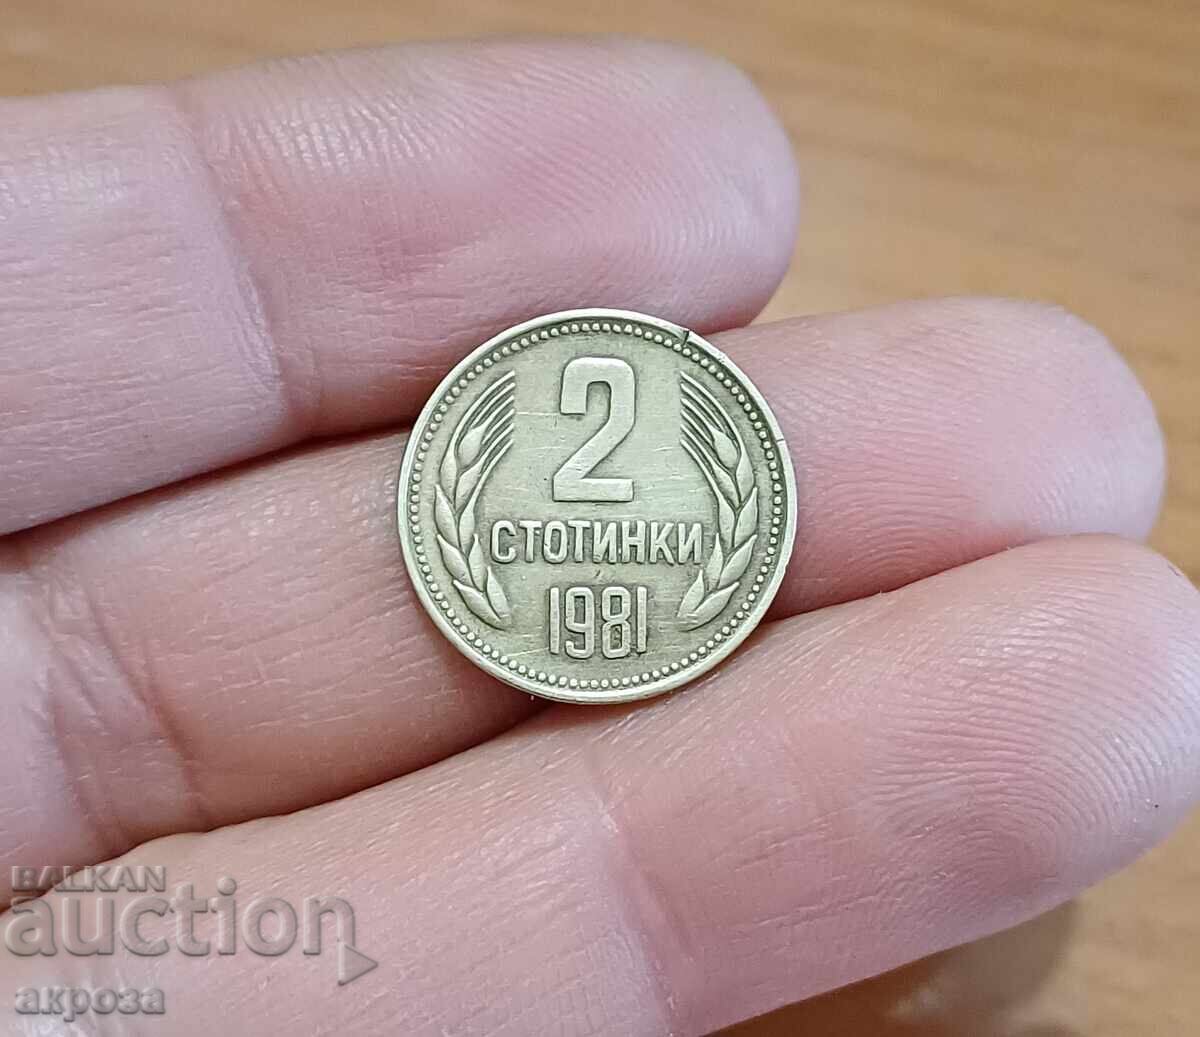 2
СТОТИНКИ
1981
BALKAN
auction
акроза